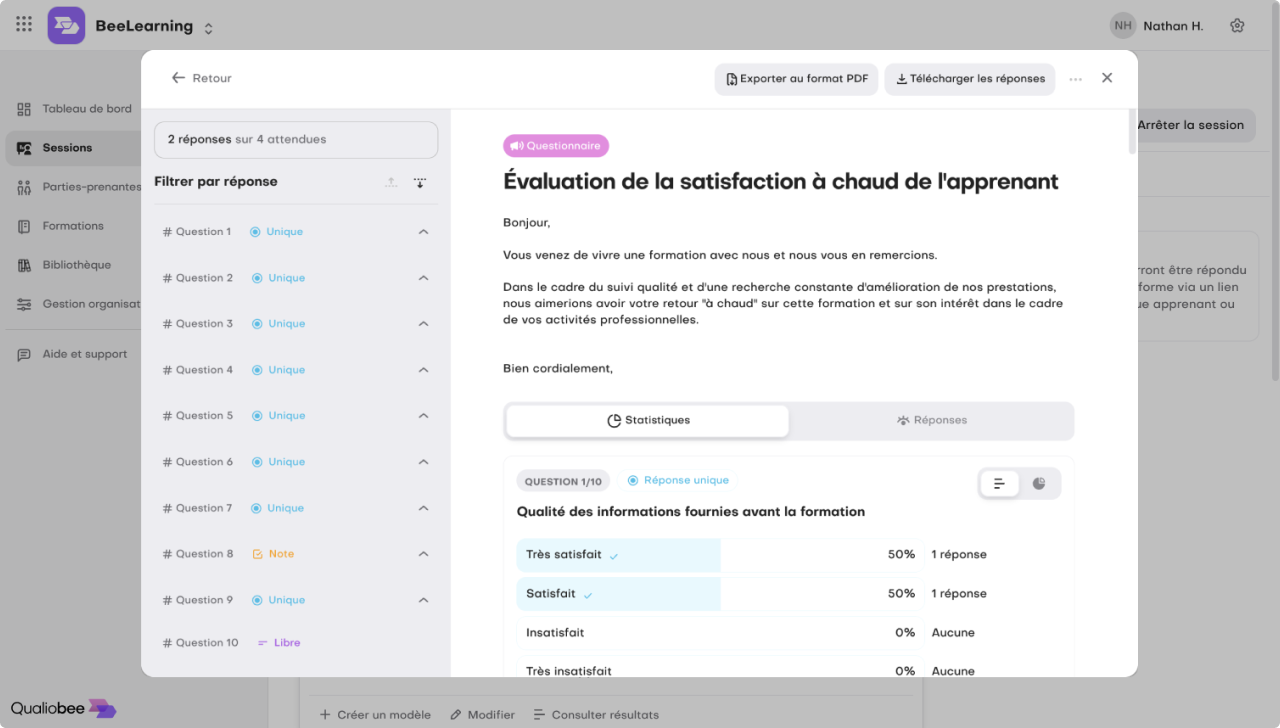 BeeLearning
NH
Nathan H.
Tableau de bord
Sessions
Parties-prenantes
Formations
Bibliothèque
Gestion organisat
Aide et support
Qualiobee
Arrêter la session
rront être répondu
forme via un lien
ue apprenant ou
Retour
Exporter au format PDF
Télécharger les réponses
2 réponses sur 4 attendues
Filtrer par réponse
# Question 1 Unique
# Question 2 Unique
# Question 3 Unique
# Question 4 Unique
# Question 5 Unique
# Question 6 Unique
# Question 7 Unique
# Question 8 Note
# Question 9 Unique
# Question 10 Libre
Questionnaire
Évaluation de la satisfaction à chaud de l'apprenant
Bonjour,
Vous venez de vivre une formation avec nous et nous vous en remercions.
Dans le cadre du suivi qualité et d'une recherche constante d'amélioration de nos prestations,
nous aimerions avoir votre retour "à chaud" sur cette formation et sur son intérêt dans le cadre
de vos activités professionnelles.
Bien cordialement,
Statistiques
Réponses
QUESTION 1/10
Réponse unique
Qualité des informations fournies avant la formation
Très satisfait 50% 1 réponse
Satisfait 50% 1 réponse
Insatisfait 0% Aucune
Très insatisfait 0% Aucune
Créer un modèle
Modifier
Consulter résultats